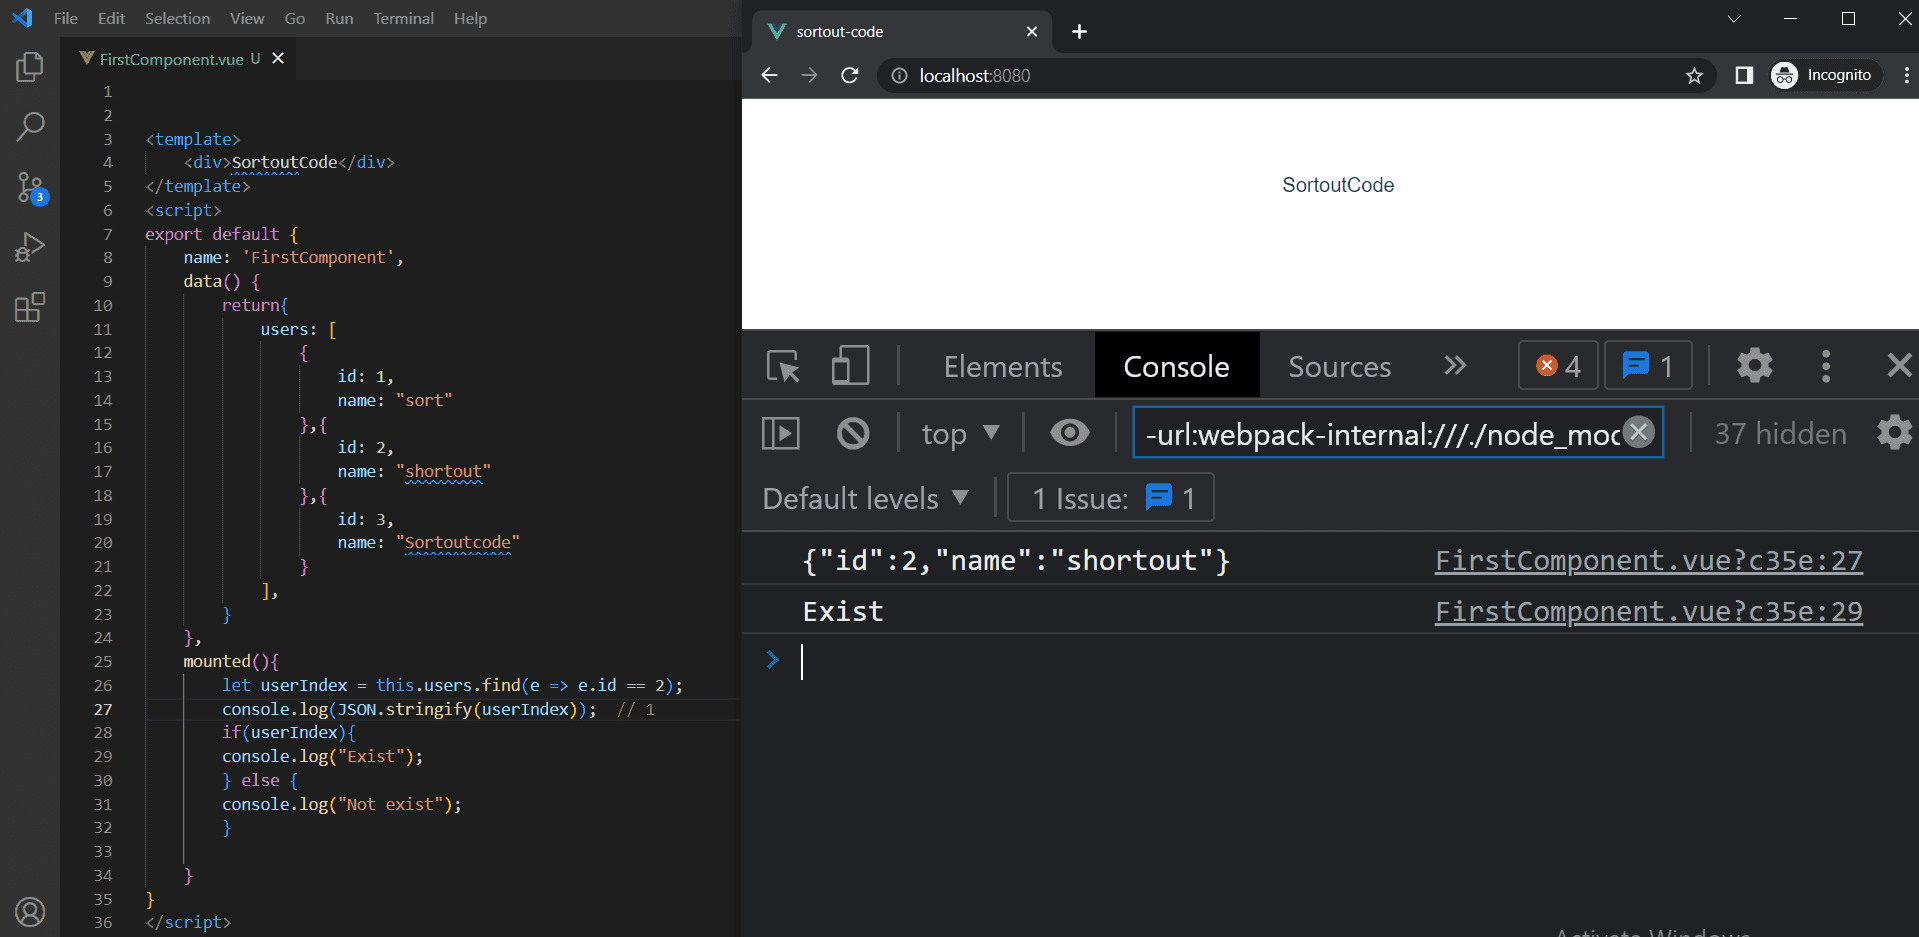 File Edit Selection View Go Run Terminal Help
FirstComponent.vue U
3
1
2
3 <template>
4 <div>SortoutCode</div>
5 </template>
6 <script>
7 export default {
8 name: 'FirstComponent',
9 data() {
10 return{
11 users: [
12 {
13 id: 1,
14 name: "sort"
15 },{
16 id: 2,
17 name: "shortout"
18 },{
19 id: 3,
20 name: "Sortoutcode"
21 }
22 ],
23 }
24 },
25 mounted(){
26 let userIndex = this.users.find(e => e.id == 2);
27 console.log(JSON.stringify(userIndex)); // 1
28 if(userIndex){
29 console.log("Exist");
30 } else {
31 console.log("Not exist");
32 }
33
34 }
35 }
36 </script>
sortout-code
localhost:8080
Incognito
SortoutCode
Elements Console Sources 4 1
top -url:webpack-internal:///./node_moc 37 hidden
Default levels 1 Issue: 1
{"id":2,"name":"shortout"} FirstComponent.vue?c35e:27
Exist FirstComponent.vue?c35e:29
Activate Windows